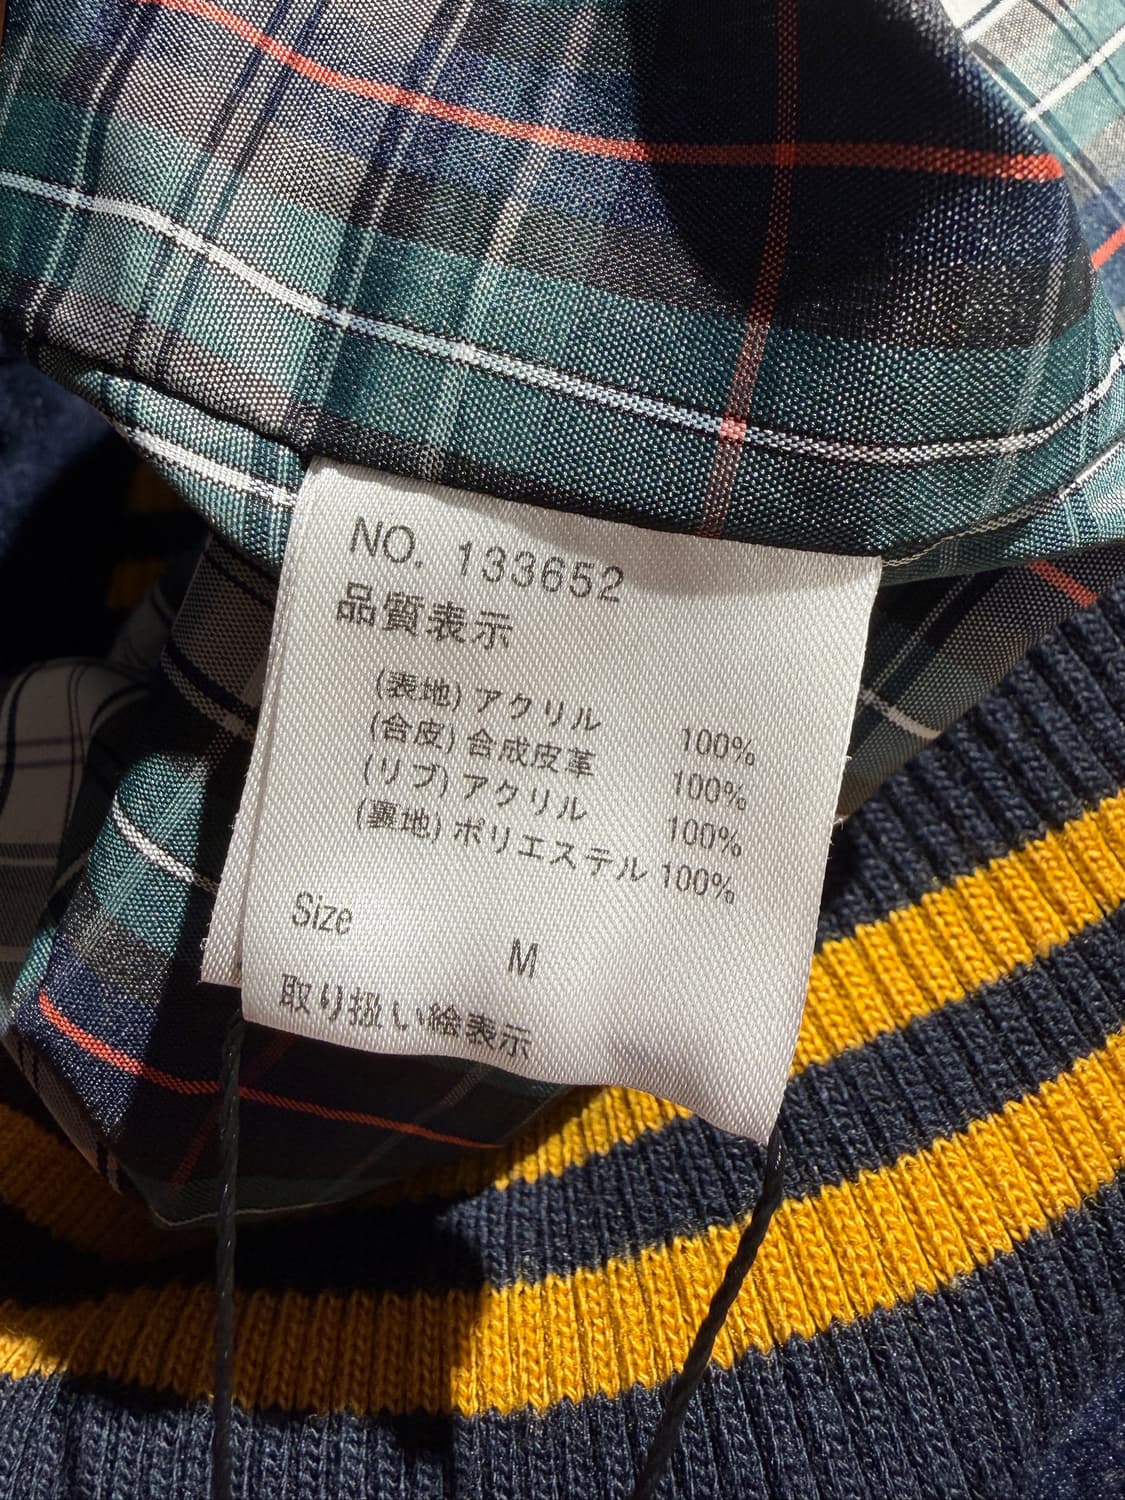 NO. 133652
品質表示
(表地) アクリル 100%
(合皮) 合成皮革 100%
(リブ) アクリル 100%
(裏地) ポリエステル 100%
Size M
取り扱い絵表示